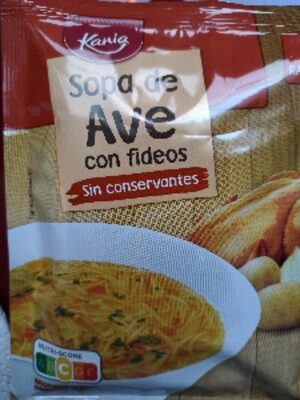 Kania
Sopa de
Ave
con fideos
Sin conservantes
NUTRI-SCORE
C